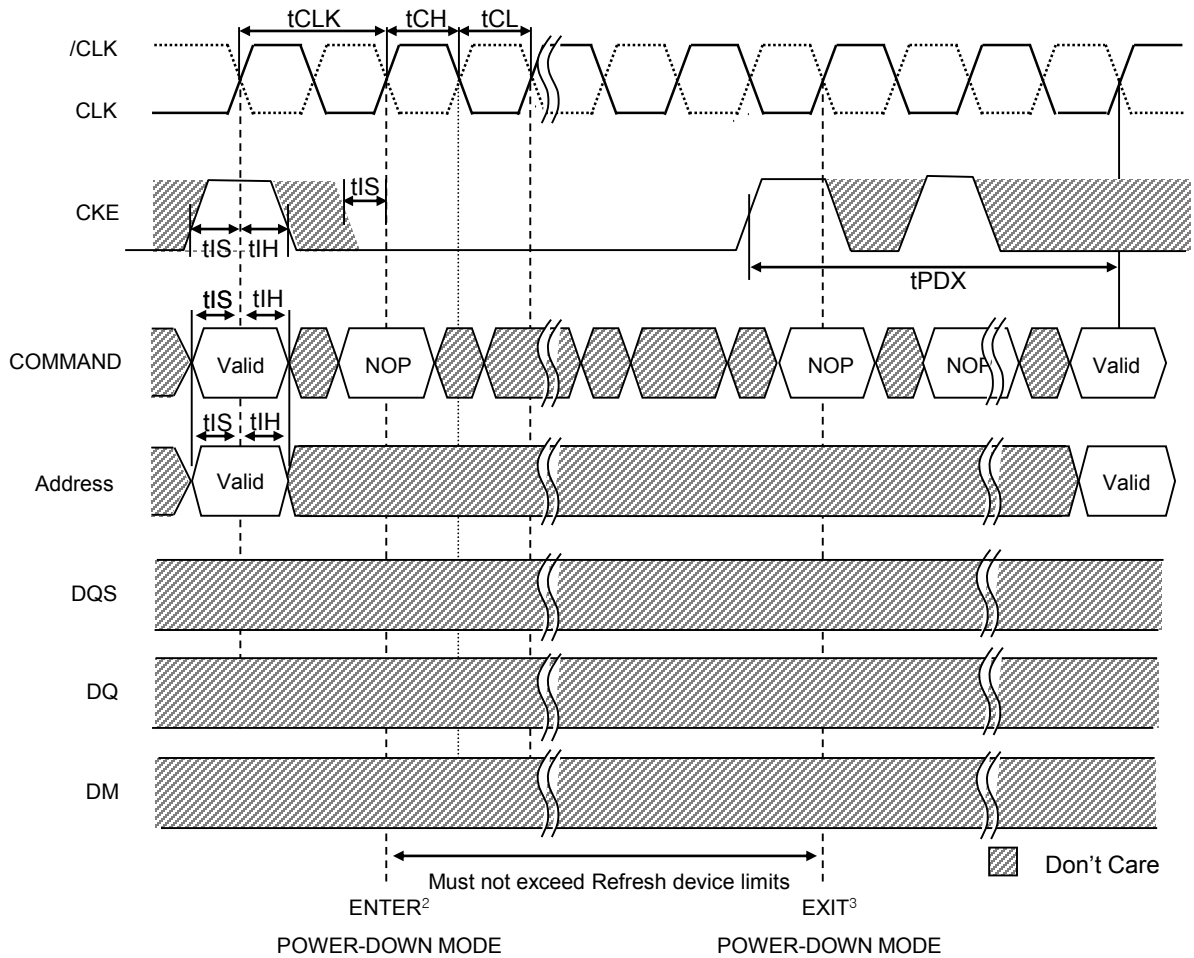 tCLK tCH tCL
/CLK
CLK
tIS
CKE
tIS tIH
tPDX
tIS tIH
COMMAND Valid NOP NOP NOP Valid
tIS tIH
Address Valid Valid
DQS
DQ
DM
Don't Care
Must not exceed Refresh device limits
ENTER² EXIT³
POWER-DOWN MODE POWER-DOWN MODE